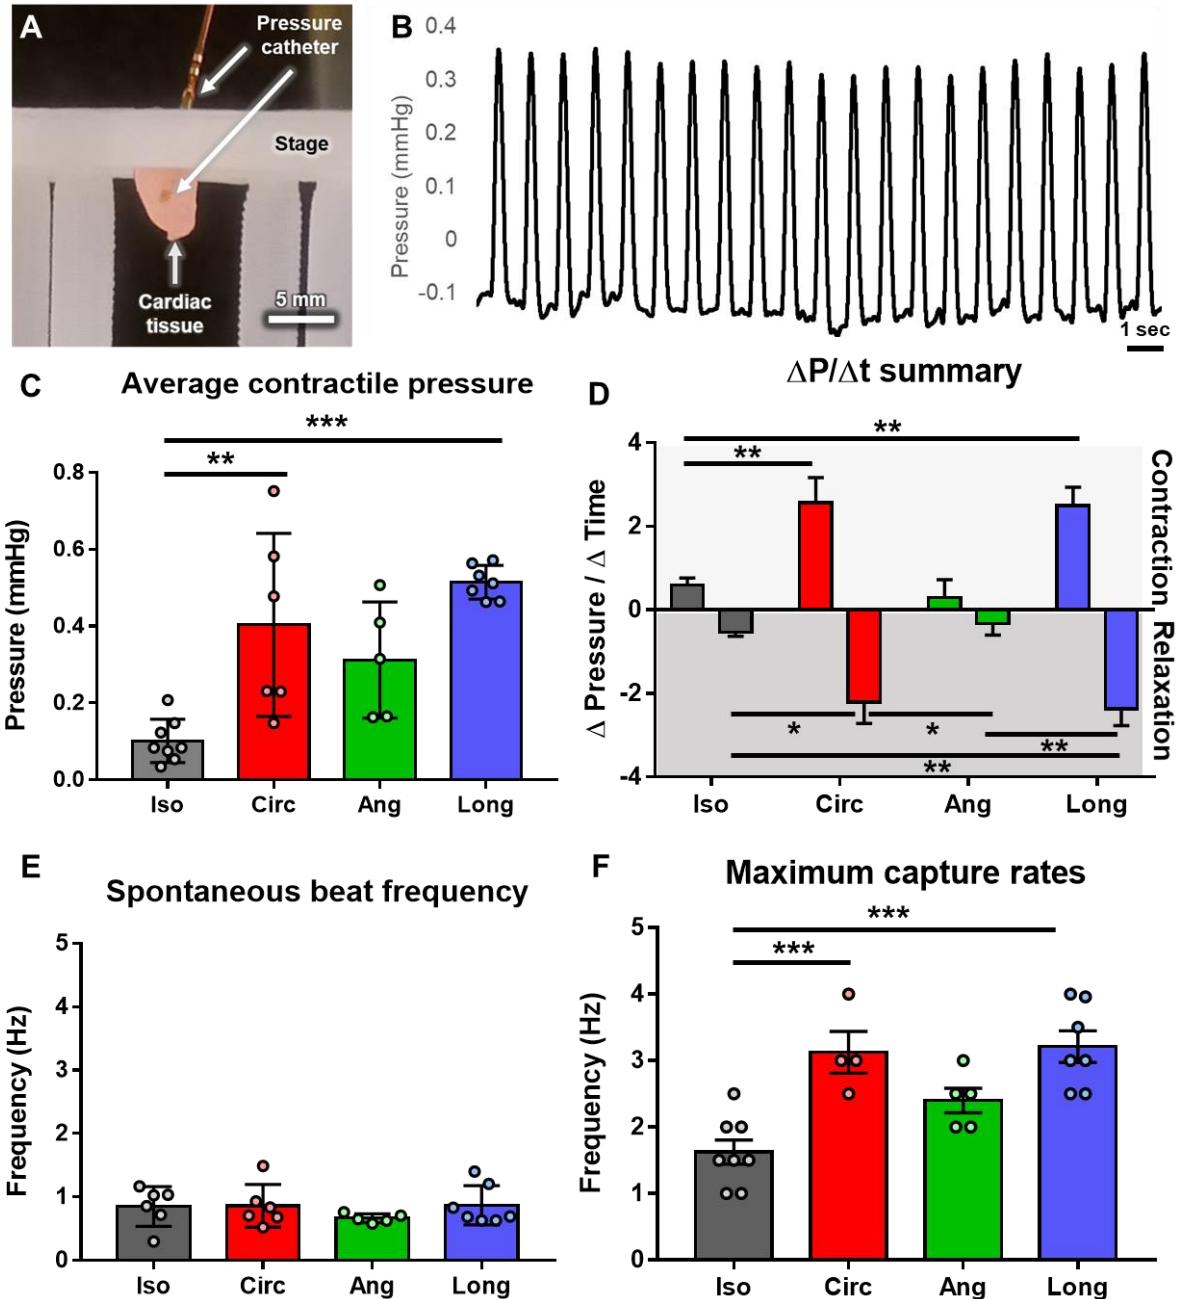 A
Pressure
catheter
Stage
Cardiac
tissue
5 mm
B
Pressure (mmHg)
0.4
0.3
0.2
0.1
0
-0.1
1 sec
C
Average contractile pressure
***
**
Pressure (mmHg)
0.8
0.6
0.4
0.2
0.0
Iso Circ Ang Long
D
ΔP/Δt summary
**
**
Δ Pressure / Δ Time
4
2
0
-2
-4
Contraction
Relaxation
* * **
**
Iso Circ Ang Long
E
Spontaneous beat frequency
Frequency (Hz)
5
4
3
2
1
0
Iso Circ Ang Long
F
Maximum capture rates
***
***
Frequency (Hz)
5
4
3
2
1
0
Iso Circ Ang Long